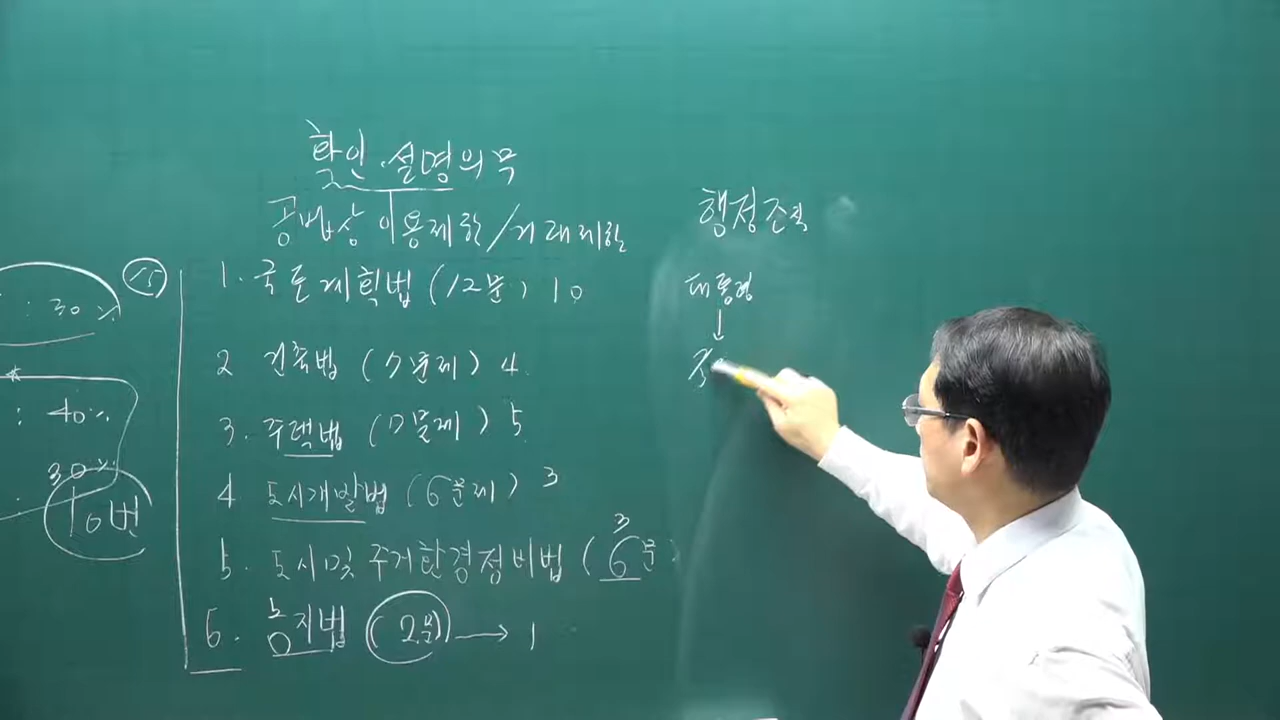 확인·설명의무
공법상 이용제한/거래제한
1. 국토계획법 (12문) 10
2 건축법 (7문제) 4
3. 주택법 (7문제) 5
4 도시개발법 (6문제) 3
5. 도시및 주거환경정비법 (6문) 3
6. 농지법 (2문) → 1
15
: 30%
: 40%
: 30%
16번
행정조직
대통령
↓